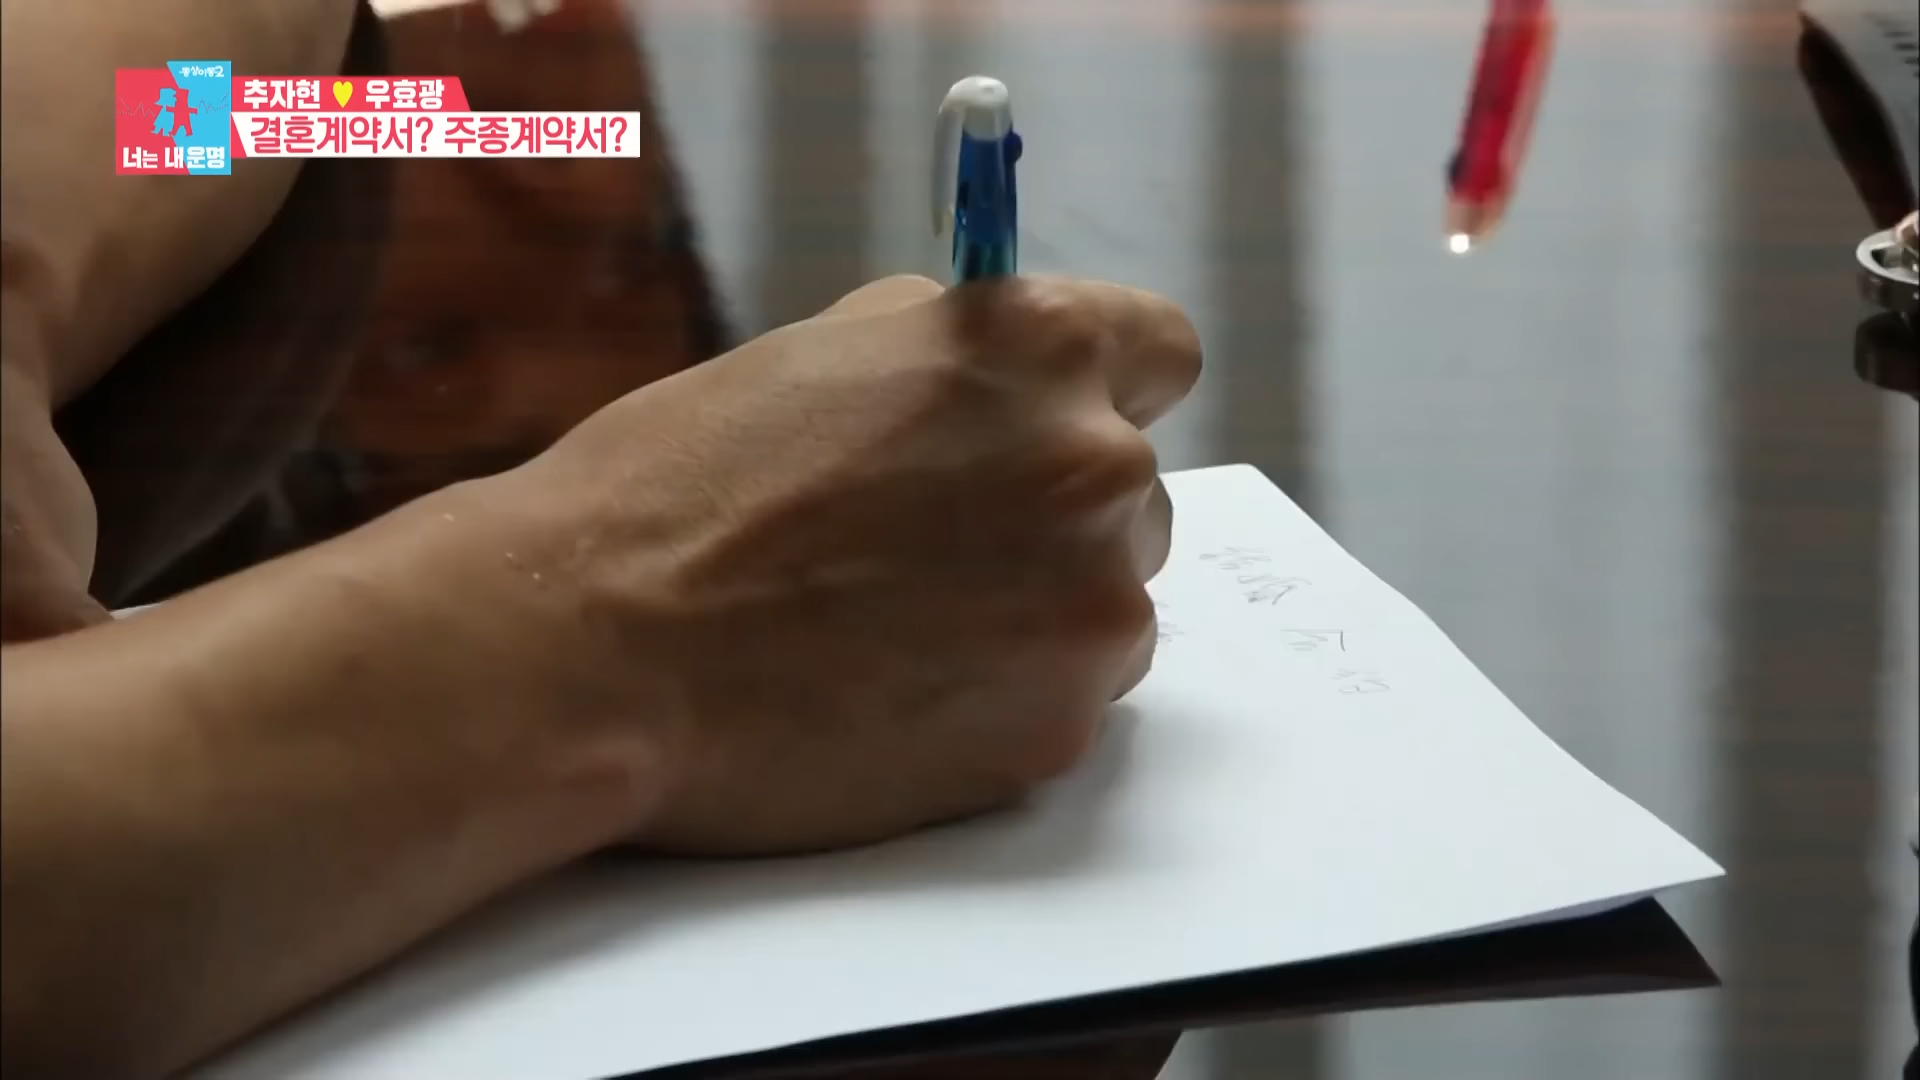 동상이몽2
너는 내 운명
추자현 💛 우효광
결혼계약서? 주종계약서?